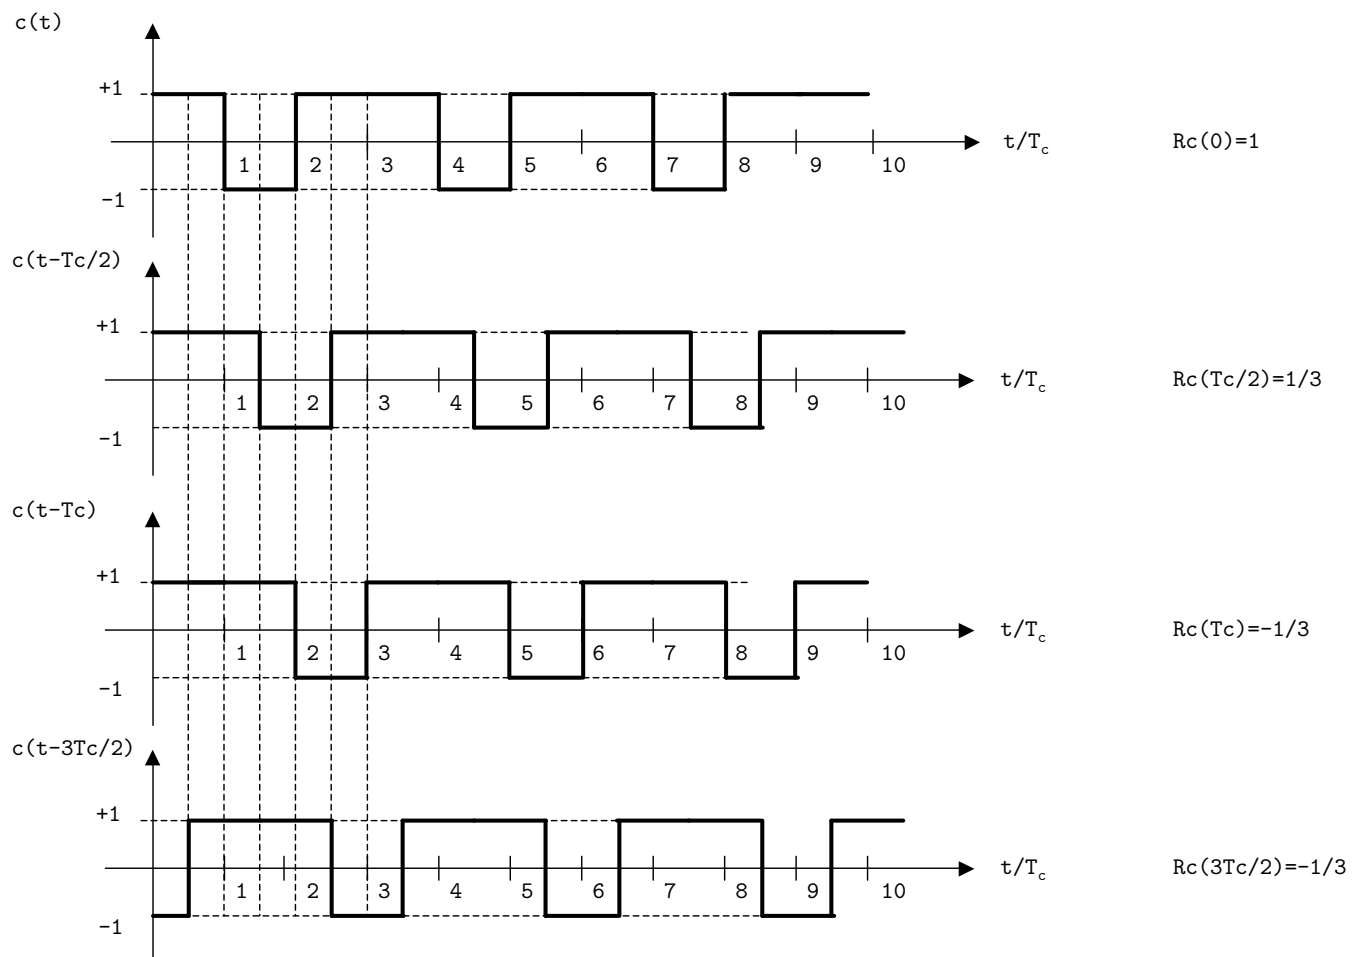 c(t)
+1
1 2 3 4 5 6 7 8 9 10
t/Tc
Rc(0)=1
-1
c(t-Tc/2)
+1
1 2 3 4 5 6 7 8 9 10
t/Tc
Rc(Tc/2)=1/3
-1
c(t-Tc)
+1
1 2 3 4 5 6 7 8 9 10
t/Tc
Rc(Tc)=-1/3
-1
c(t-3Tc/2)
+1
1 2 3 4 5 6 7 8 9 10
t/Tc
Rc(3Tc/2)=-1/3
-1